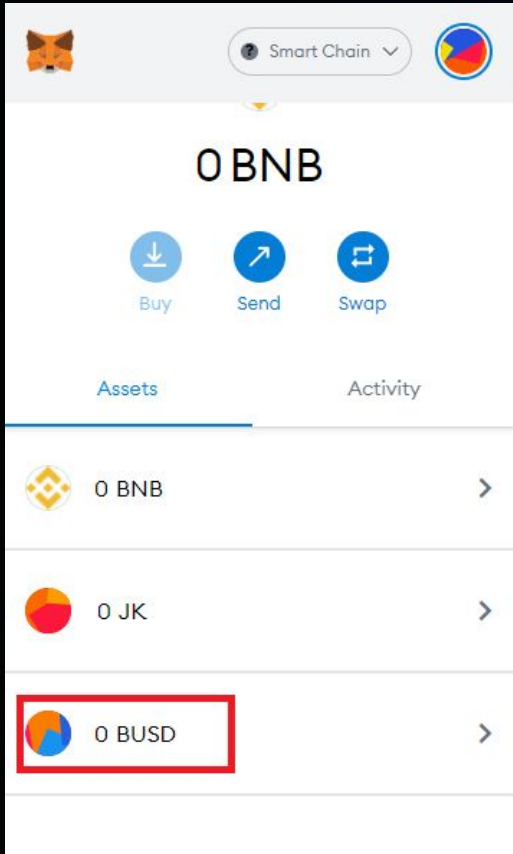 Smart Chain
0 BNB
Buy Send Swap
Assets Activity
0 BNB
0 JK
0 BUSD